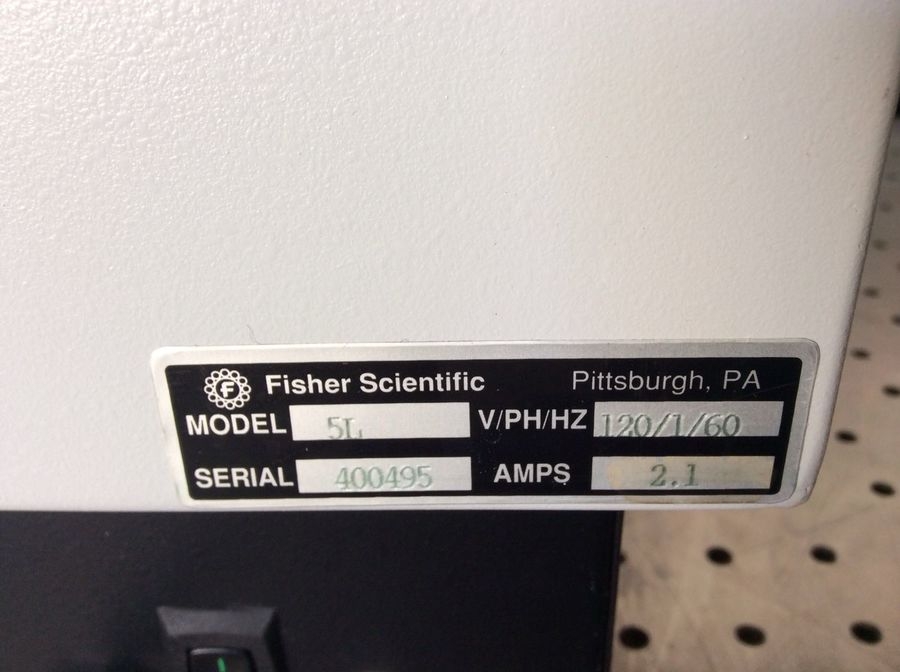 F Fisher Scientific Pittsburgh, PA
MODEL 5L V/PH/HZ 120/1/60
SERIAL 400495 AMPS 2.1